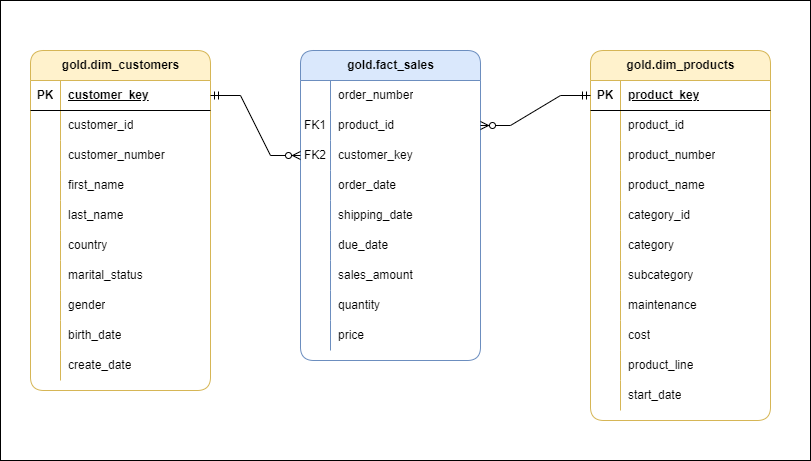 gold.dim_customers
PK customer_key
customer_id
customer_number
first_name
last_name
country
marital_status
gender
birth_date
create_date
gold.fact_sales
order_number
FK1 product_id
FK2 customer_key
order_date
shipping_date
due_date
sales_amount
quantity
price
gold.dim_products
PK product_key
product_id
product_number
product_name
category_id
category
subcategory
maintenance
cost
product_line
start_date